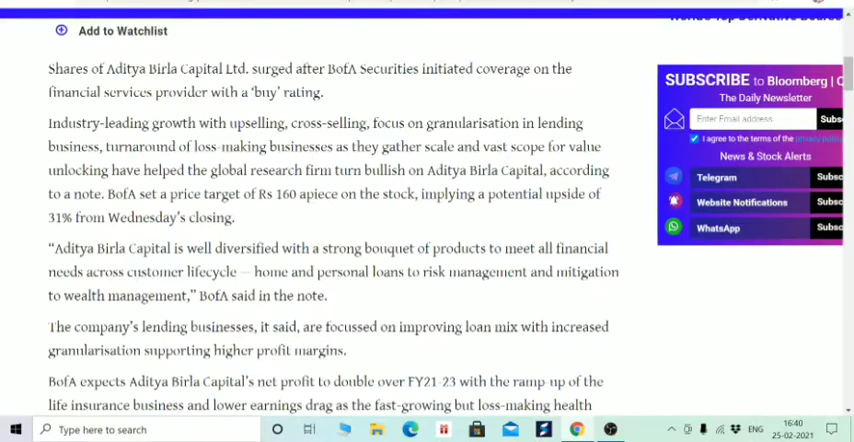 Add to Watchlist
Shares of Aditya Birla Capital Ltd. surged after BofA Securities initiated coverage on the
financial services provider with a ‘buy’ rating.
Industry-leading growth with upselling, cross-selling, focus on granularisation in lending
business, turnaround of loss-making businesses as they gather scale and vast scope for value
unlocking have helped the global research firm turn bullish on Aditya Birla Capital, according
to a note. BofA set a price target of Rs 160 apiece on the stock, implying a potential upside of
31% from Wednesday’s closing.
“Aditya Birla Capital is well diversified with a strong bouquet of products to meet all financial
needs across customer lifecycle — home and personal loans to risk management and mitigation
to wealth management,” BofA said in the note.
The company’s lending businesses, it said, are focussed on improving loan mix with increased
granularisation supporting higher profit margins.
BofA expects Aditya Birla Capital’s net profit to double over FY21-23 with the ramp-up of the
life insurance business and lower earnings drag as the fast-growing but loss-making health
SUBSCRIBE to Bloomberg | Q
The Daily Newsletter
Enter Email address Subs
I agree to the terms of the privacy policy
News & Stock Alerts
Telegram Subsc
Website Notifications Subsc
WhatsApp Subsc
Type here to search
ENG
16:40
25-02-2021